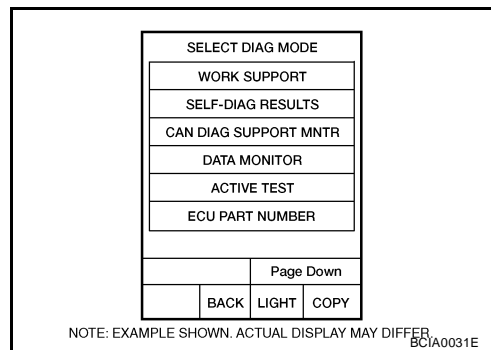 SELECT DIAG MODE
WORK SUPPORT
SELF-DIAG RESULTS
CAN DIAG SUPPORT MNTR
DATA MONITOR
ACTIVE TEST
ECU PART NUMBER
Page Down
BACK LIGHT COPY
NOTE: EXAMPLE SHOWN. ACTUAL DISPLAY MAY DIFFER.
BCIA0031E